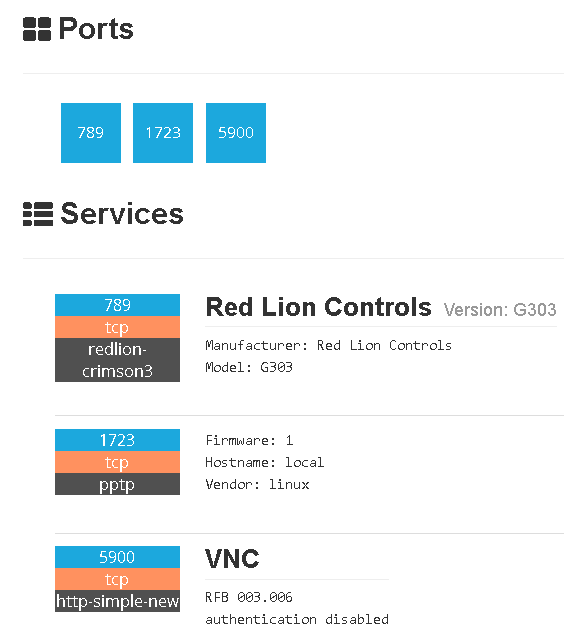 Ports
789 1723 5900
Services
789
tcp
redlion-
crimson3
Red Lion Controls Version: G303
Manufacturer: Red Lion Controls
Model: G303
1723
tcp
pptp
Firmware: 1
Hostname: local
Vendor: linux
5900
tcp
http-simple-new
VNC
RFB 003.006
authentication disabled